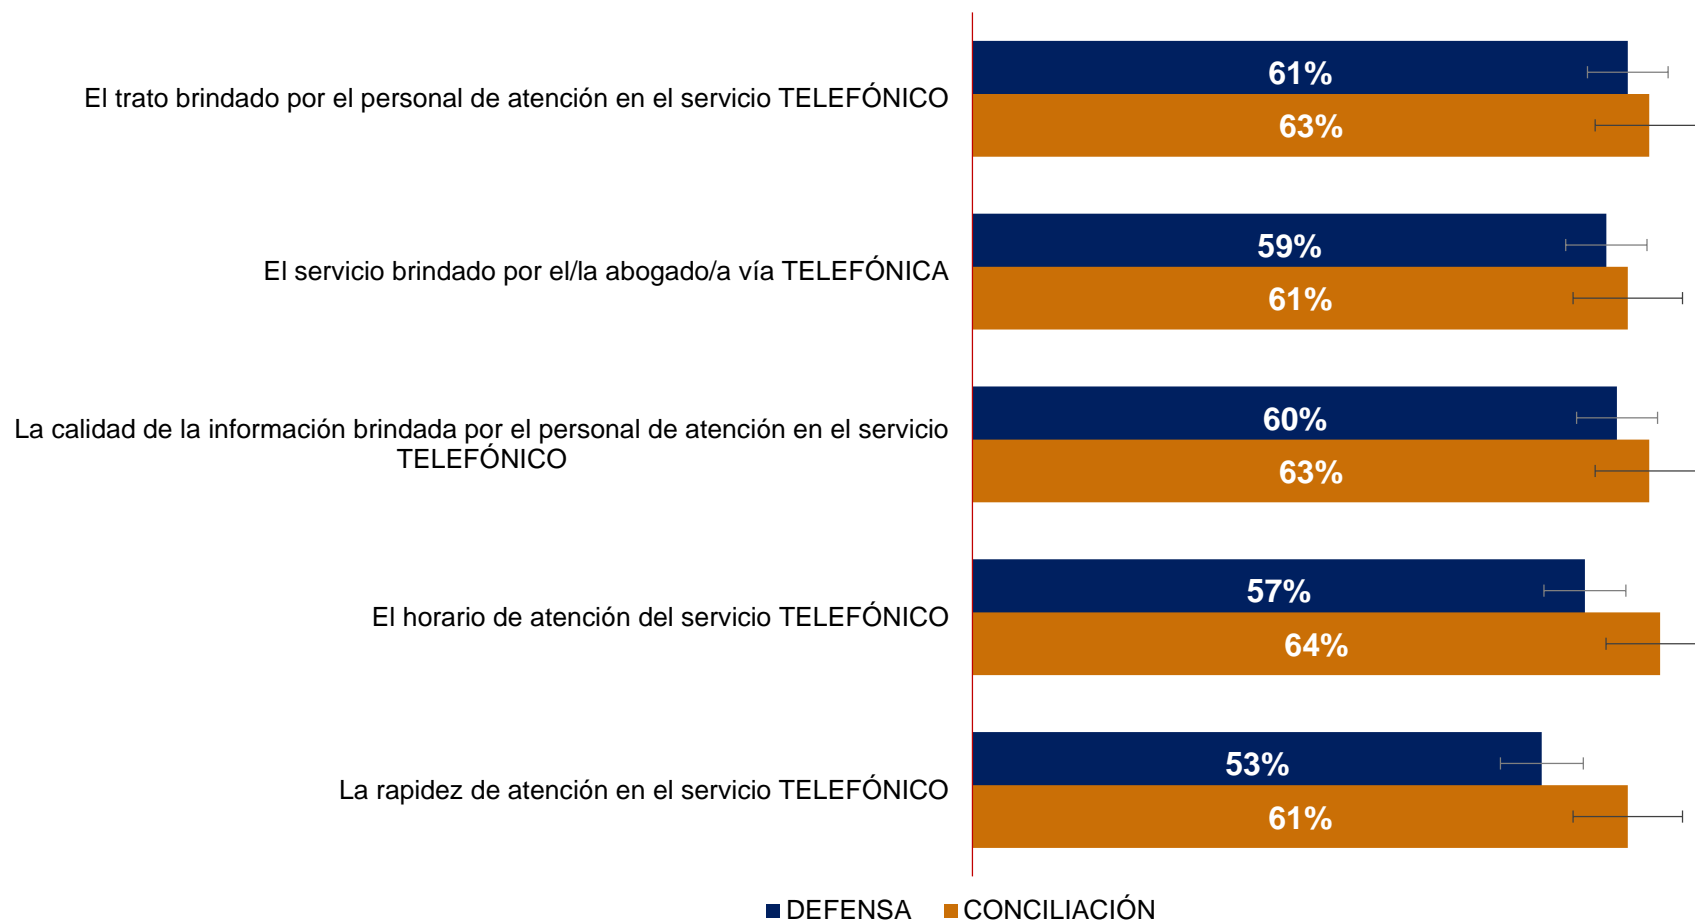 El trato brindado por el personal de atención en el servicio TELEFÓNICO
61%
63%
El servicio brindado por el/la abogado/a vía TELEFÓNICA
59%
61%
La calidad de la información brindada por el personal de atención en el servicio
TELEFÓNICO
60%
63%
El horario de atención del servicio TELEFÓNICO
57%
64%
La rapidez de atención en el servicio TELEFÓNICO
53%
61%
DEFENSA CONCILIACIÓN